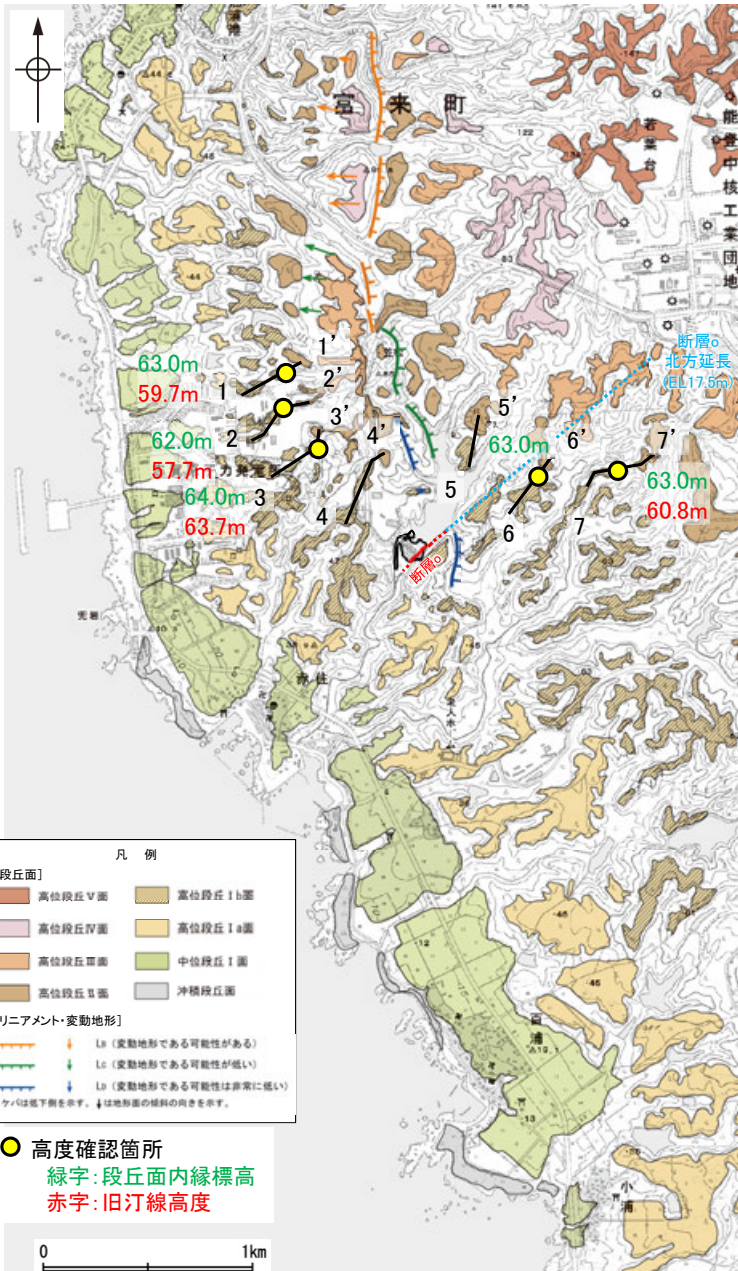 富来町
若葉台
能登中核工業団地
122
83
断層o
北方延長
(EL17.5m)
63.0m
59.7m
1
1'
62.0m
57.7m
2
2'
64.0m
63.7m
3
3'
4
4'
5
5'
63.0m
6
6'
7
7'
63.0m
60.8m
断層o
赤住
百浦
小浦
凡 例
段丘面]
高位段丘Ⅴ面
高位段丘Ⅰb面
高位段丘Ⅳ面
高位段丘Ⅰa面
高位段丘Ⅲ面
中位段丘Ⅰ面
高位段丘Ⅱ面
沖積段丘面
リニアメント・変動地形]
LB (変動地形である可能性がある)
LC (変動地形である可能性が低い)
LD (変動地形である可能性は非常に低い)
ケバは低下側を示す。↓は地形面の傾斜の向きを示す。
高度確認箇所
緑字:段丘面内縁標高
赤字:旧汀線高度
0 1km